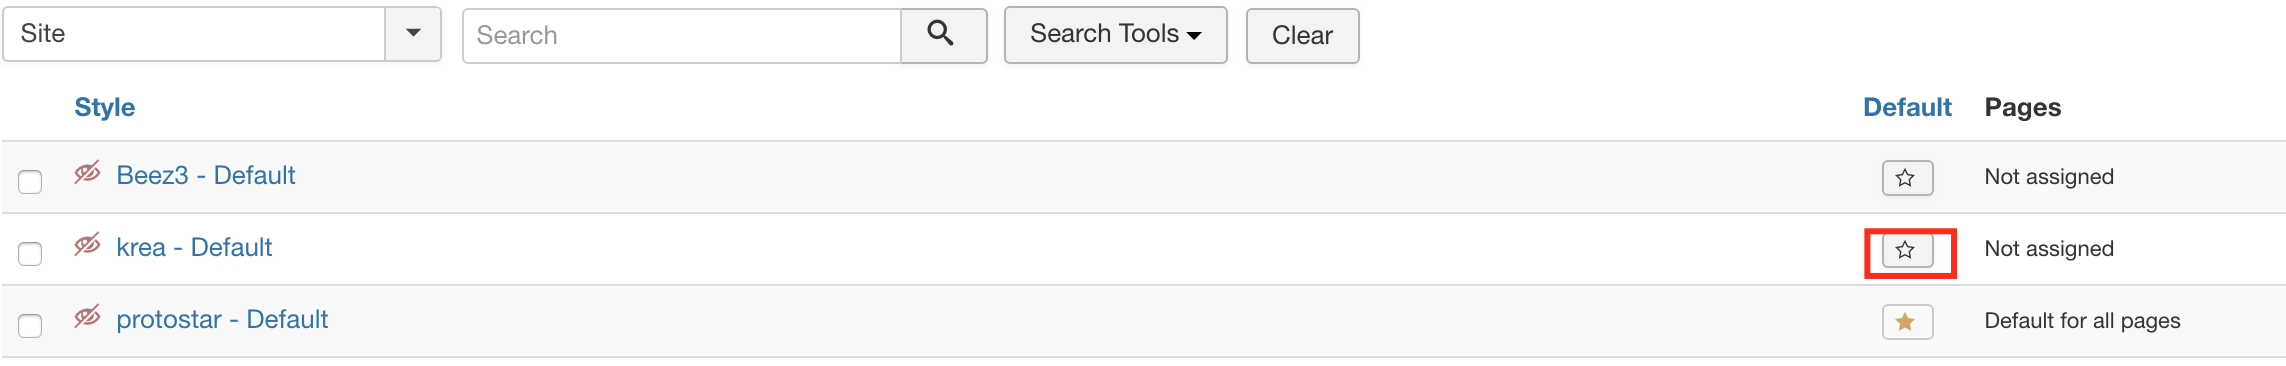 Site Search Search Tools Clear
Style Default Pages
Beez3 - Default Not assigned
krea - Default Not assigned
protostar - Default Default for all pages